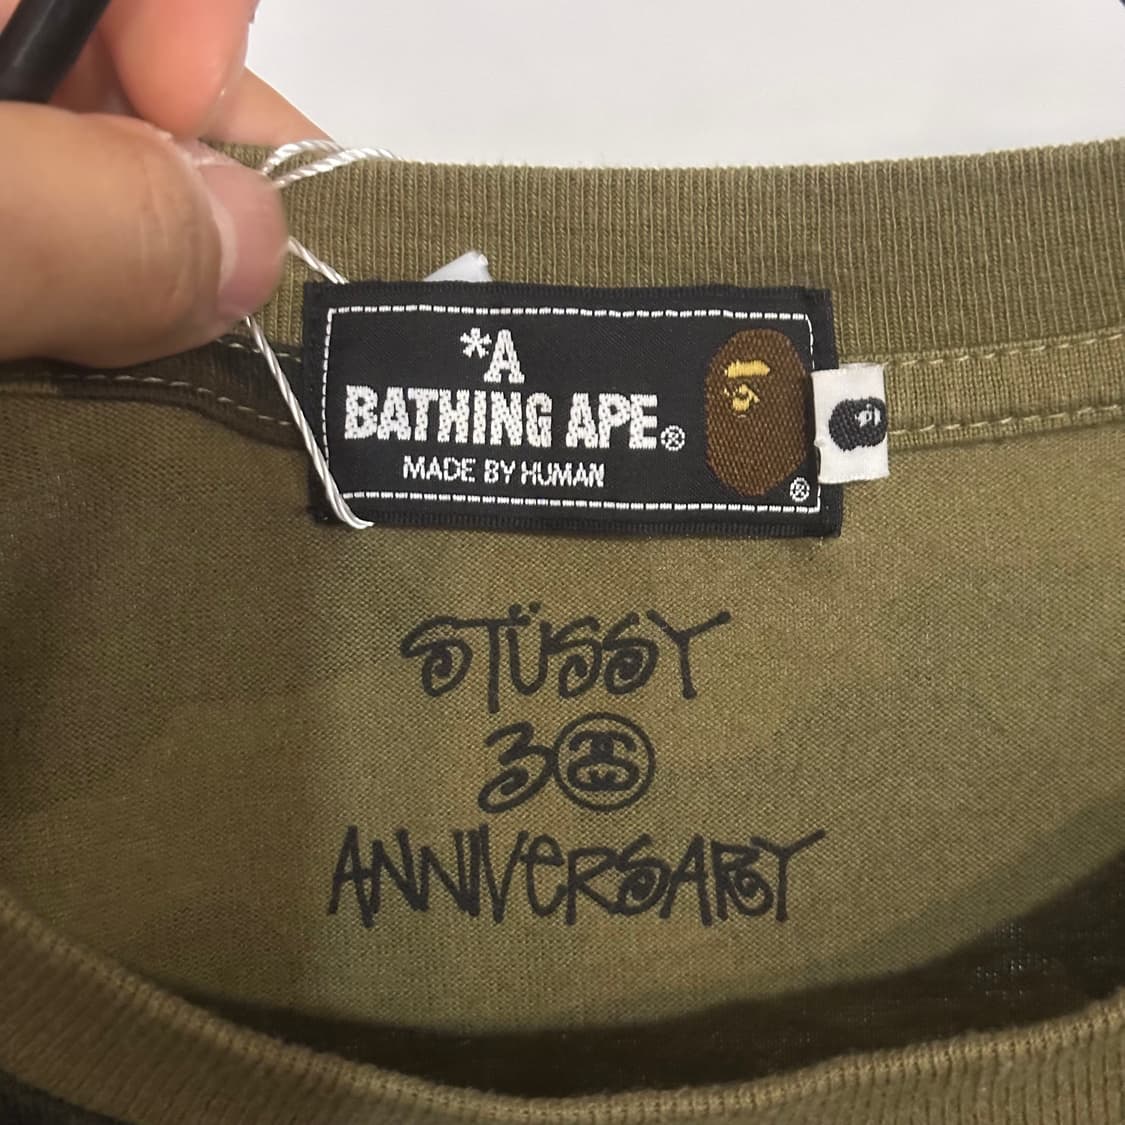 *A
BATHING APE®
MADE BY HUMAN
®
STÜSSY
30
ANNIVERSARY